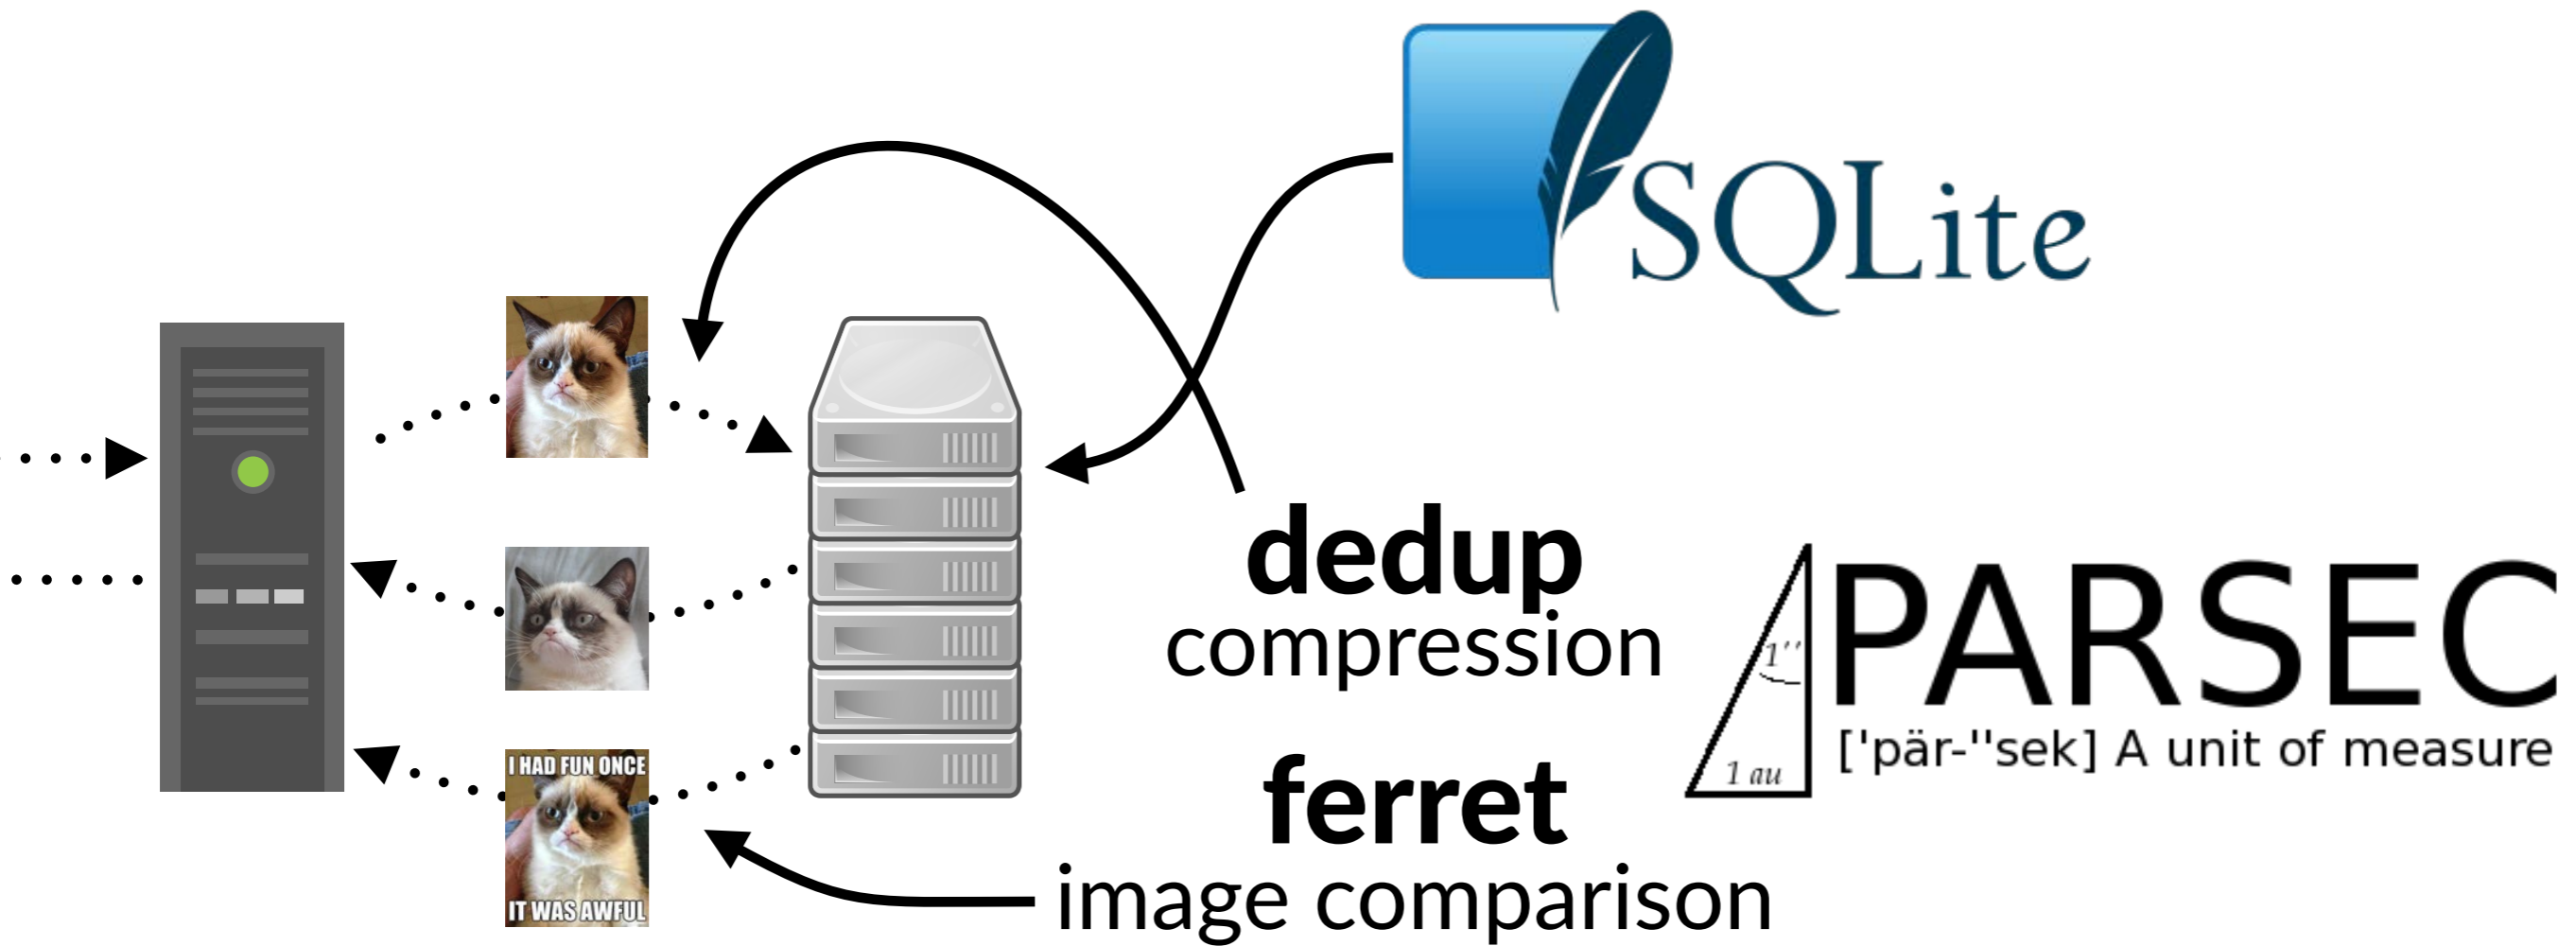 SQLite
dedup
compression
1''
PARSEC
['pär-''sek] A unit of measure
1 au
I HAD FUN ONCE
IT WAS AWFUL
ferret
image comparison